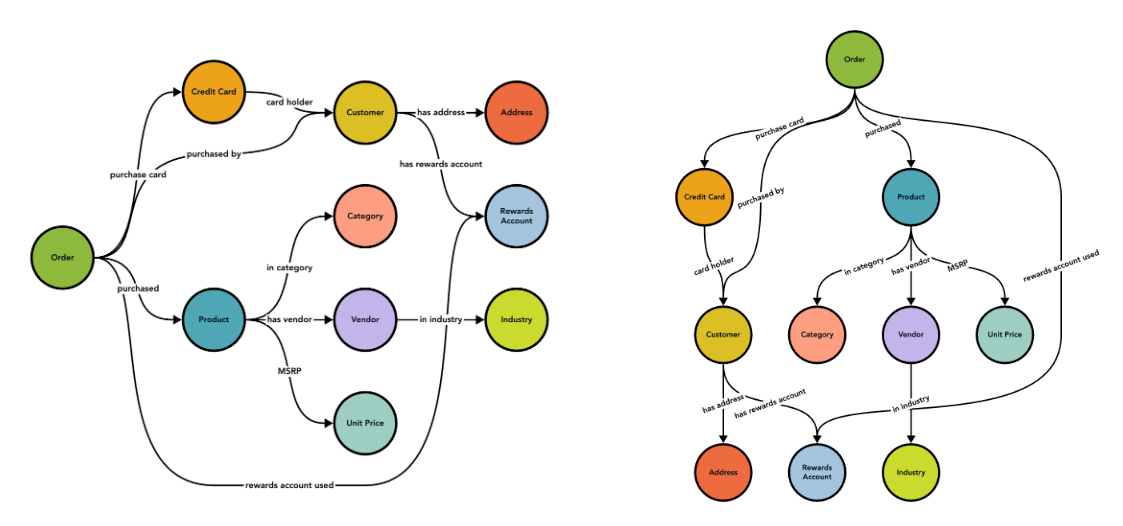 Credit Card
card holder
Customer
has address
Address
purchased by
has rewards account
purchase card
Category
Rewards
Account
Order
in category
purchased
Product
has vendor
Vendor
in industry
Industry
MSRP
Unit Price
rewards account used
Order
purchase card
purchased
Credit Card
purchased by
Product
card holder
in category
has vendor
MSRP
rewards account used
Customer
Category
Vendor
Unit Price
has address
has rewards account
in industry
Address
Rewards
Account
Industry